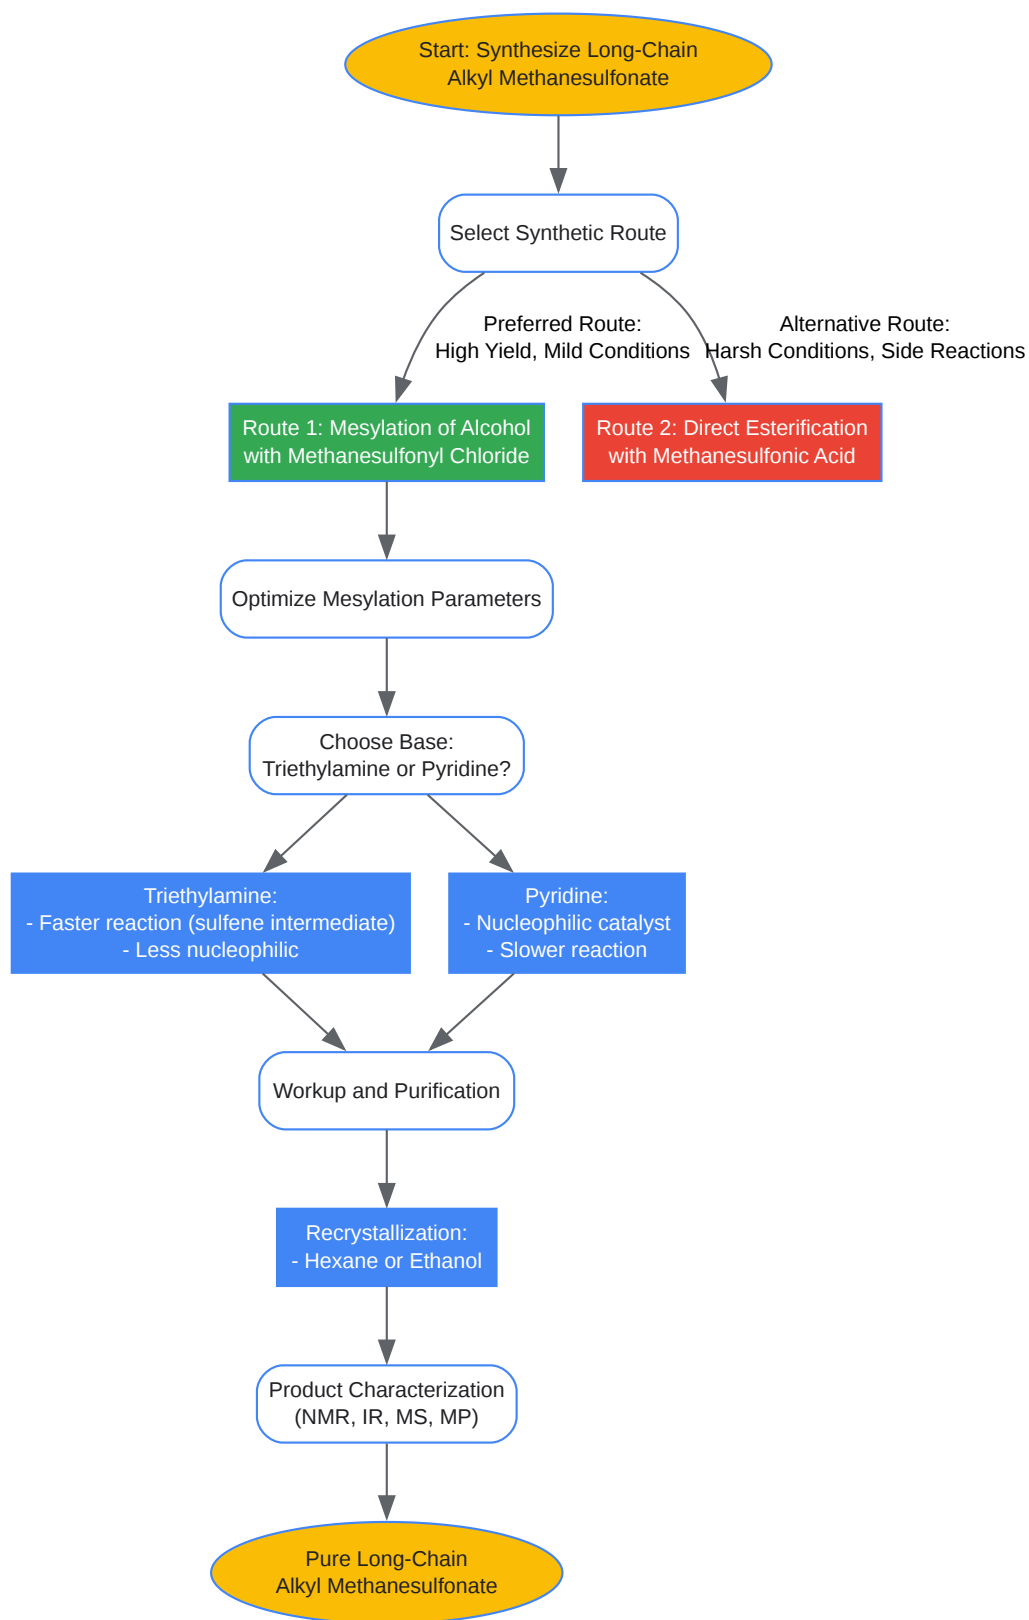 Start: Synthesize Long-Chain
Alkyl Methanesulfonate
Select Synthetic Route
Preferred Route:
High Yield, Mild Conditions
Alternative Route:
Harsh Conditions, Side Reactions
Route 1: Mesylation of Alcohol
with Methanesulfonyl Chloride
Route 2: Direct Esterification
with Methanesulfonic Acid
Optimize Mesylation Parameters
Choose Base:
Triethylamine or Pyridine?
Triethylamine:
- Faster reaction (sulfene intermediate)
- Less nucleophilic
Pyridine:
- Nucleophilic catalyst
- Slower reaction
Workup and Purification
Recrystallization:
- Hexane or Ethanol
Product Characterization
(NMR, IR, MS, MP)
Pure Long-Chain
Alkyl Methanesulfonate